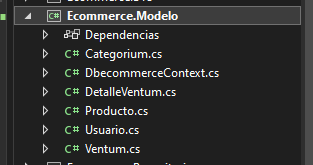 Ecommerce.Modelo
Dependencias
C# Categorium.cs
C# DbecommerceContext.cs
C# DetalleVentum.cs
C# Producto.cs
C# Usuario.cs
C# Ventum.cs